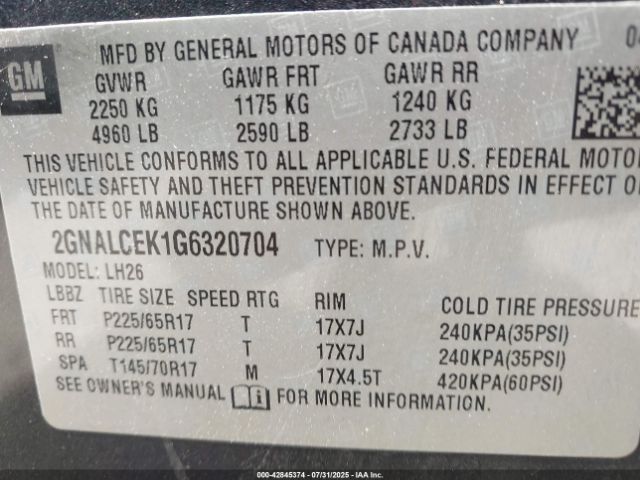 GM
MFD BY GENERAL MOTORS OF CANADA COMPANY 04
GVWR GAWR FRT GAWR RR
2250 KG 1175 KG 1240 KG
4960 LB 2590 LB 2733 LB
THIS VEHICLE CONFORMS TO ALL APPLICABLE U.S. FEDERAL MOTOR
VEHICLE SAFETY AND THEFT PREVENTION STANDARDS IN EFFECT O
THE DATE OF MANUFACTURE SHOWN ABOVE.
2GNALCEK1G6320704 TYPE: M.P.V.
MODEL: LH26
LBBZ TIRE SIZE SPEED RTG RIM COLD TIRE PRESSURE
FRT P225/65R17 T 17X7J 240KPA(35PSI)
RR P225/65R17 T 17X7J 240KPA(35PSI)
SPA T145/70R17 M 17X4.5T 420KPA(60PSI)
SEE OWNER'S MANUAL FOR MORE INFORMATION.
000-42845374 - 07/31/2025 - IAAI, INC.